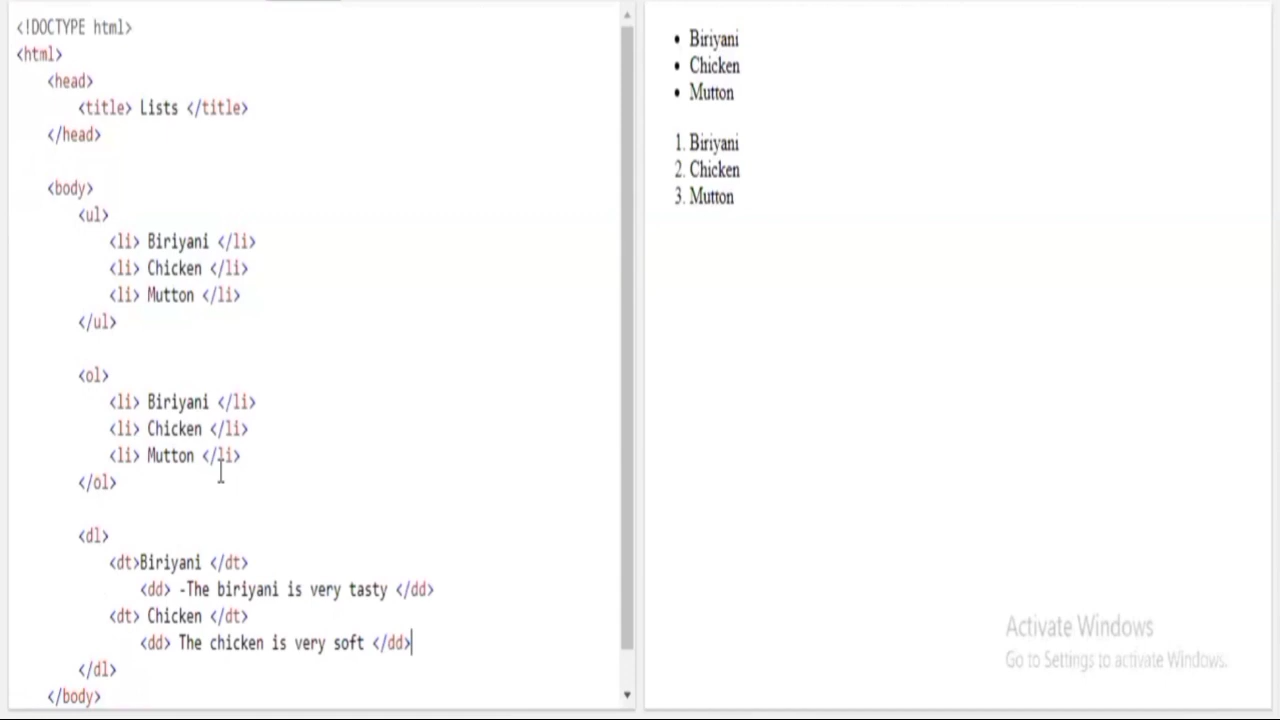 <!DOCTYPE html>
<html>
<head>
<title> Lists </title>
</head>
<body>
<ul>
<li> Biriyani </li>
<li> Chicken </li>
<li> Mutton </li>
</ul>
<ol>
<li> Biriyani </li>
<li> Chicken </li>
<li> Mutton </li>
</ol>
<dl>
<dt>Biriyani </dt>
<dd> -The biriyani is very tasty </dd>
<dt> Chicken </dt>
<dd> The chicken is very soft </dd>
</dl>
</body>
• Biriyani
• Chicken
• Mutton
1. Biriyani
2. Chicken
3. Mutton
Activate Windows
Go to Settings to activate Windows.